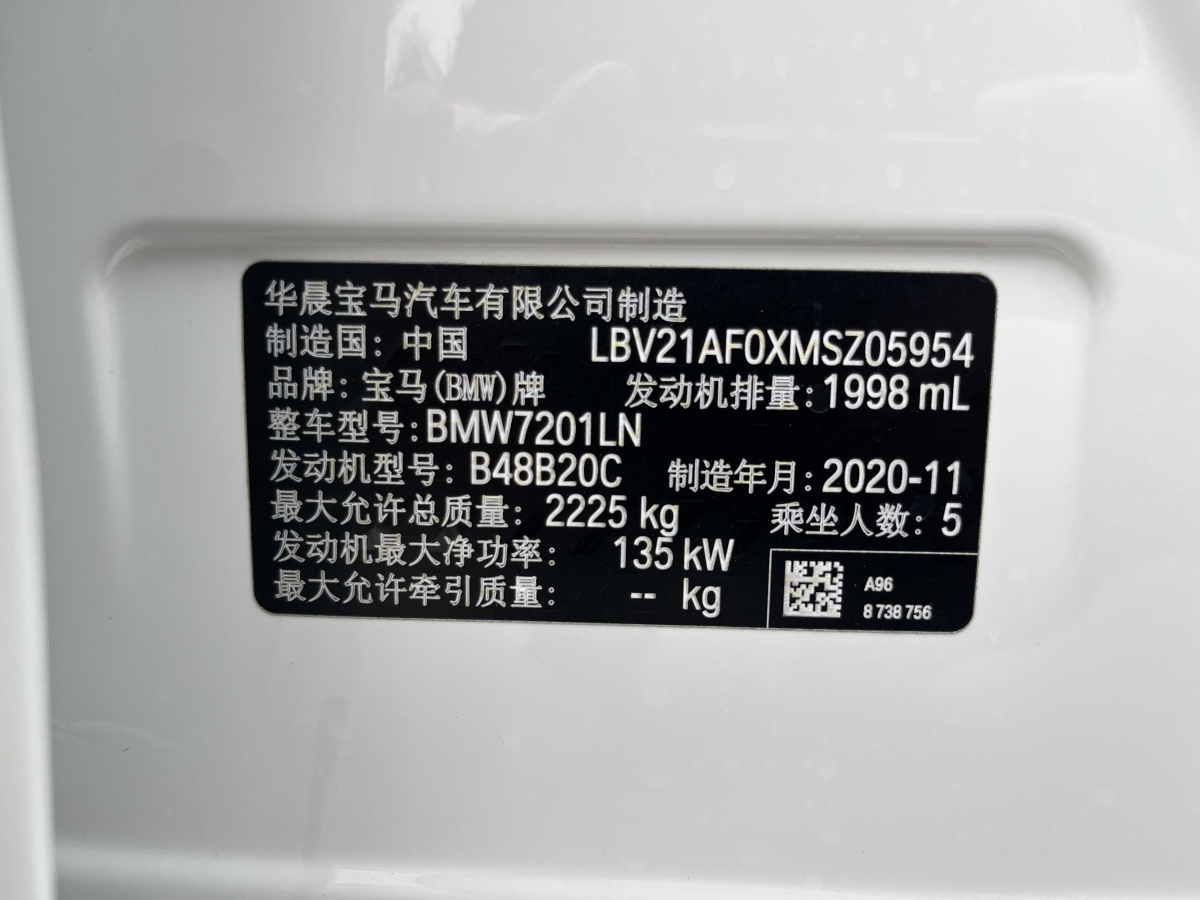 华晨宝马汽车有限公司制造
制造国：中国 LBV21AF0XMSZ05954
品牌：宝马(BMW)牌 发动机排量：1998 mL
整车型号：BMW7201LN
发动机型号：B48B20C 制造年月：2020-11
最大允许总质量：2225 kg 乘坐人数：5
发动机最大净功率：135 kW
最大允许牵引质量：-- kg
A96
8 738 756